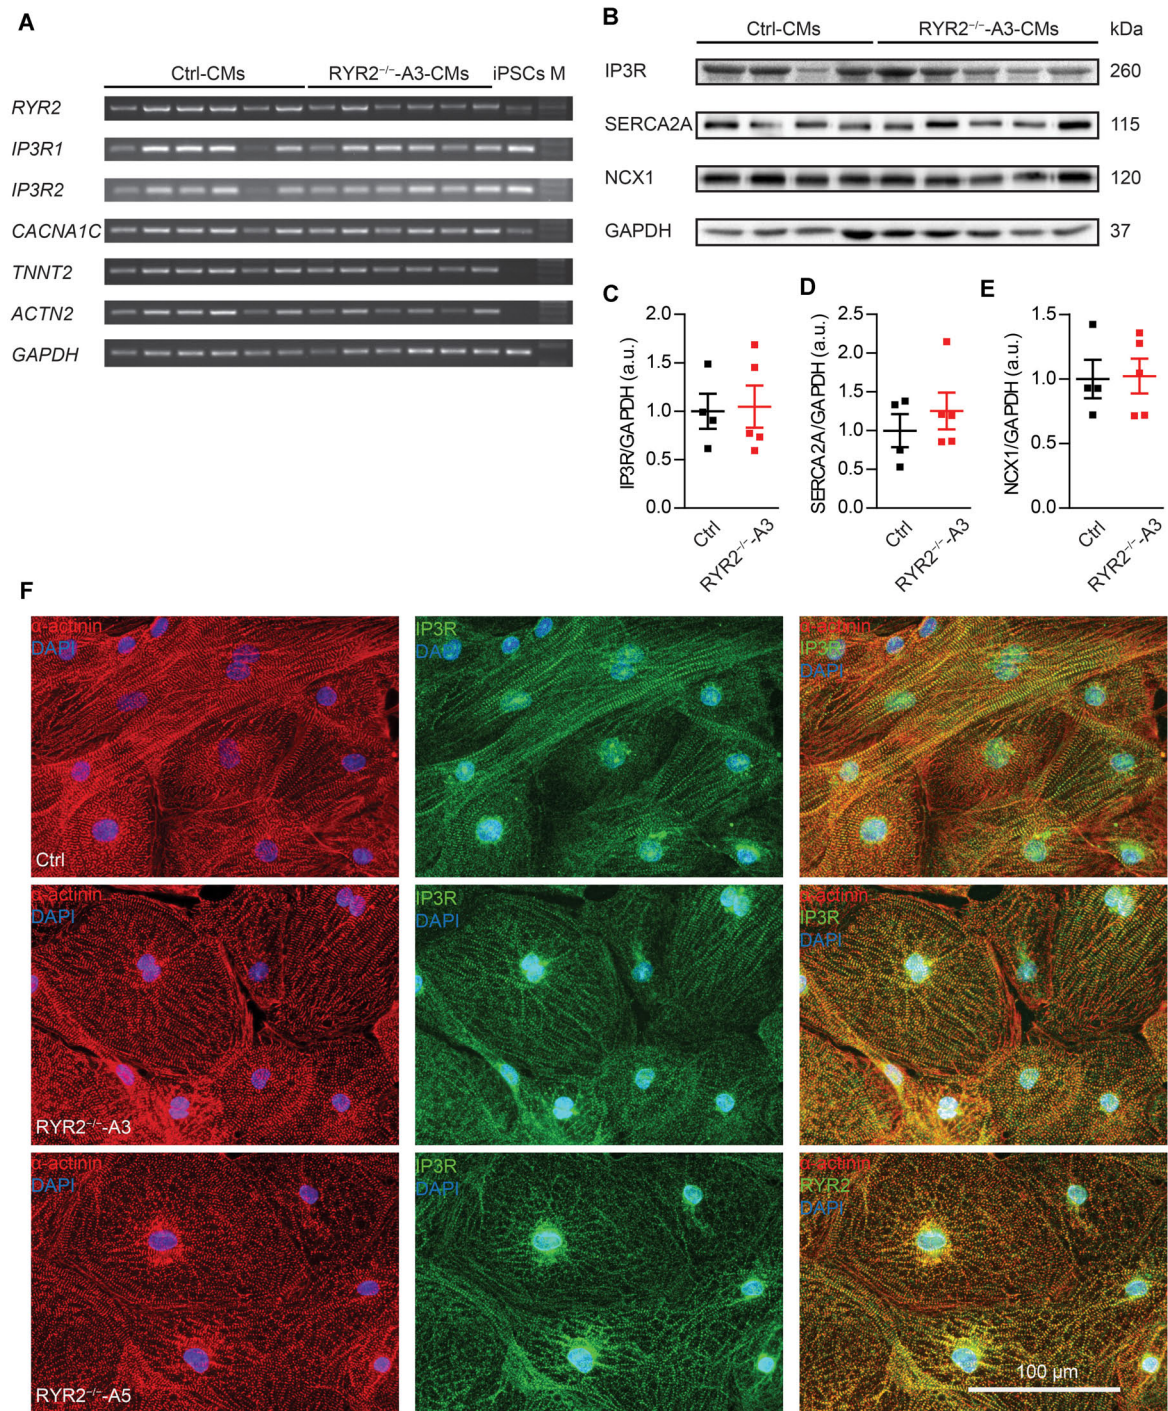 A
Ctrl-CMs RYR2⁻/⁻-A3-CMs iPSCs M
RYR2
IP3R1
IP3R2
CACNA1C
TNNT2
ACTN2
GAPDH
B
Ctrl-CMs RYR2⁻/⁻-A3-CMs kDa
IP3R 260
SERCA2A 115
NCX1 120
GAPDH 37
C
IP3R/GAPDH (a.u.)
2.0
1.5
1.0
0.5
0.0
Ctrl
RYR2⁻/⁻-A3
D
SERCA2A/GAPDH (a.u.)
2.5
2.0
1.5
1.0
0.5
0.0
Ctrl
RYR2⁻/⁻-A3
E
NCX1/GAPDH (a.u.)
1.5
1.0
0.5
0.0
Ctrl
RYR2⁻/⁻-A3
F
α-actinin
DAPI
Ctrl
IP3R
DAPI
α-actinin
IP3R
DAPI
α-actinin
DAPI
RYR2⁻/⁻-A3
IP3R
DAPI
α-actinin
IP3R
DAPI
α-actinin
DAPI
RYR2⁻/⁻-A5
IP3R
DAPI
α-actinin
RYR2
DAPI
100 µm